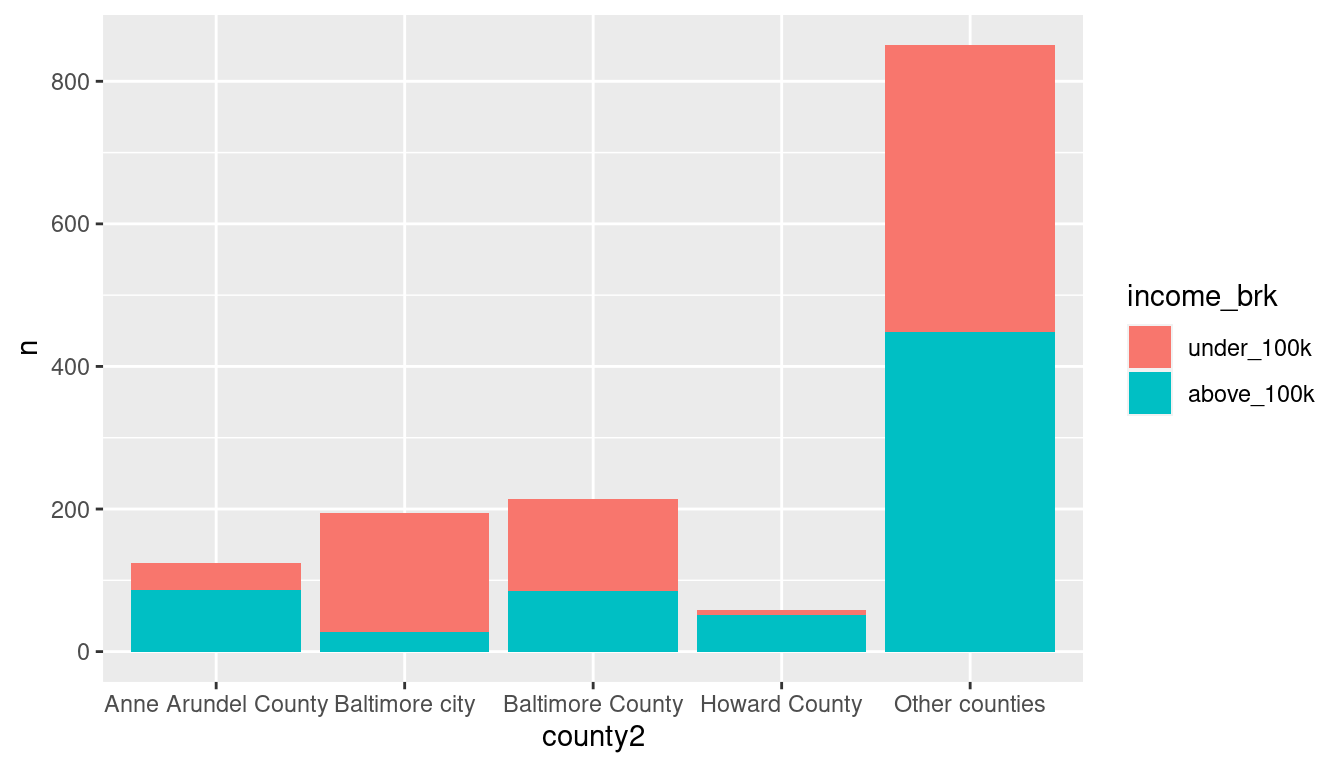 n
800
600
400
200
0
Anne Arundel County
Baltimore city
Baltimore County
Howard County
Other counties
county2
income_brk
under_100k
above_100k